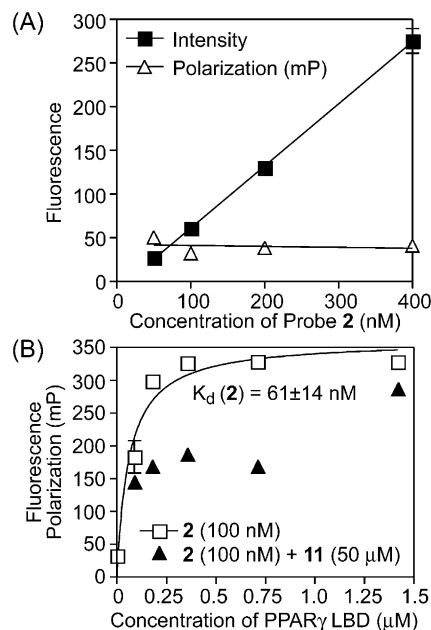 (A)
300
250
200
150
100
50
0
Fluorescence
Intensity
Polarization (mP)
0 100 200 300 400
Concentration of Probe 2 (nM)
(B)
350
300
250
200
150
100
50
0
Fluorescence
Polarization (mP)
Kd (2) = 61±14 nM
2 (100 nM)
2 (100 nM) + 11 (50 μM)
0 0.25 0.5 0.75 1.0 1.25 1.5
Concentration of PPARγ LBD (μM)